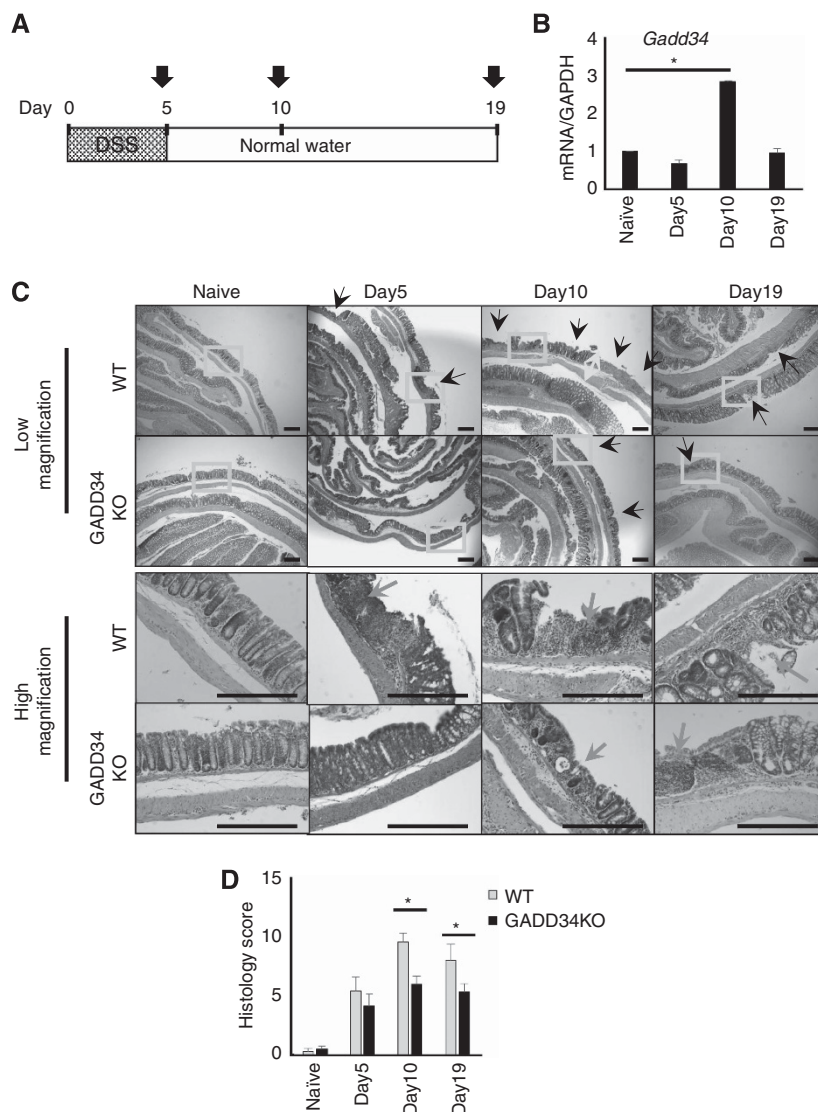 A
Day 0 5 10 19
DSS Normal water
B
Gadd34
*
mRNA/GAPDH
4
3
2
1
0
Naïve Day5 Day10 Day19
C
Naive Day5 Day10 Day19
Low magnification
WT
GADD34 KO
High magnification
WT
GADD34 KO
D
Histology score
15
10
5
0
* *
WT
GADD34KO
Naïve Day5 Day10 Day19